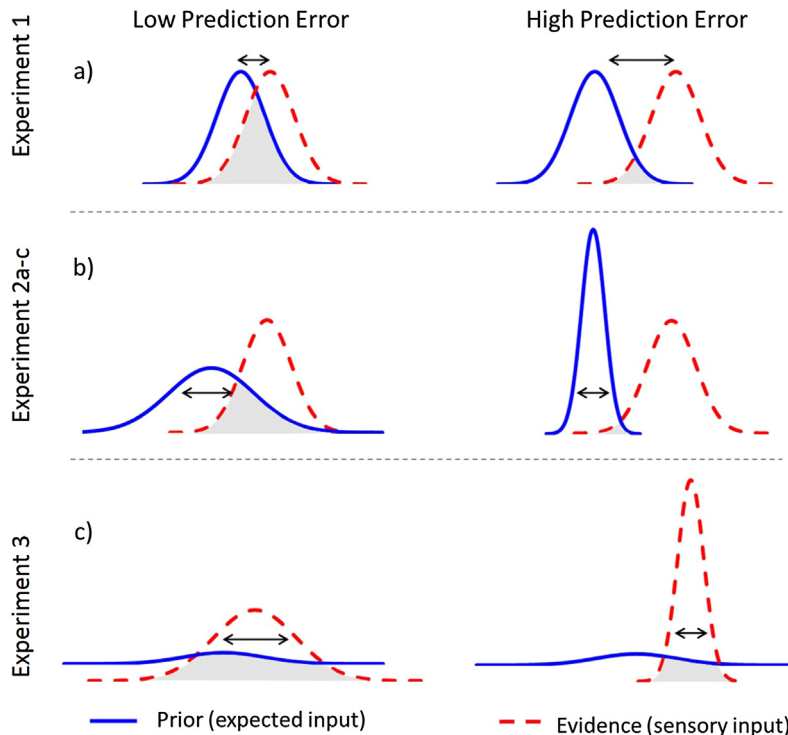 Low Prediction Error
High Prediction Error
Experiment 1
a)
Experiment 2a-c
b)
Experiment 3
c)
Prior (expected input)
Evidence (sensory input)